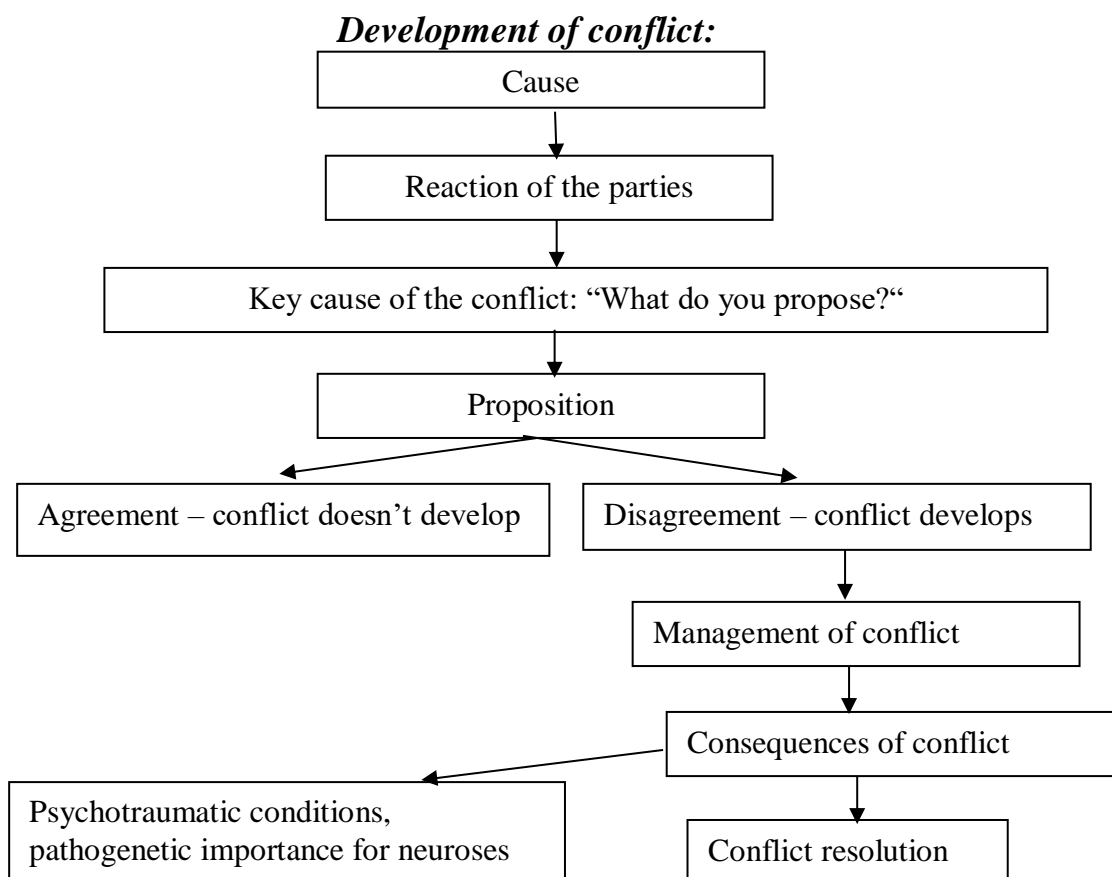 Development of conflict:
Cause
Reaction of the parties
Key cause of the conflict: “What do you propose?“
Proposition
Agreement – conflict doesn’t develop
Disagreement – conflict develops
Management of conflict
Consequences of conflict
Psychotraumatic conditions,
pathogenetic importance for neuroses
Conflict resolution